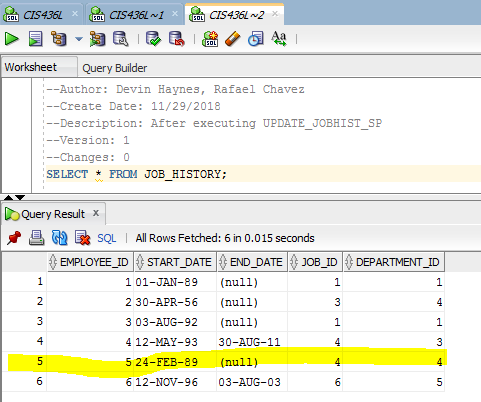 CIS436L CIS436L~1 CIS436L~2
SQL SQL SQL
Aa
Worksheet Query Builder
--Author: Devin Haynes, Rafael Chavez
--Create Date: 11/29/2018
--Description: After executing UPDATE_JOBHIST_SP
--Version: 1
--Changes: 0
SELECT * FROM JOB_HISTORY;
Query Result x
SQL | All Rows Fetched: 6 in 0.015 seconds
EMPLOYEE_ID START_DATE END_DATE JOB_ID DEPARTMENT_ID
1 1 01-JAN-89 (null) 1 1
2 2 30-APR-56 (null) 3 4
3 3 03-AUG-92 (null) 1 1
4 4 12-MAY-93 30-AUG-11 4 3
5 5 24-FEB-89 (null) 4 4
6 6 12-NOV-96 03-AUG-03 6 5